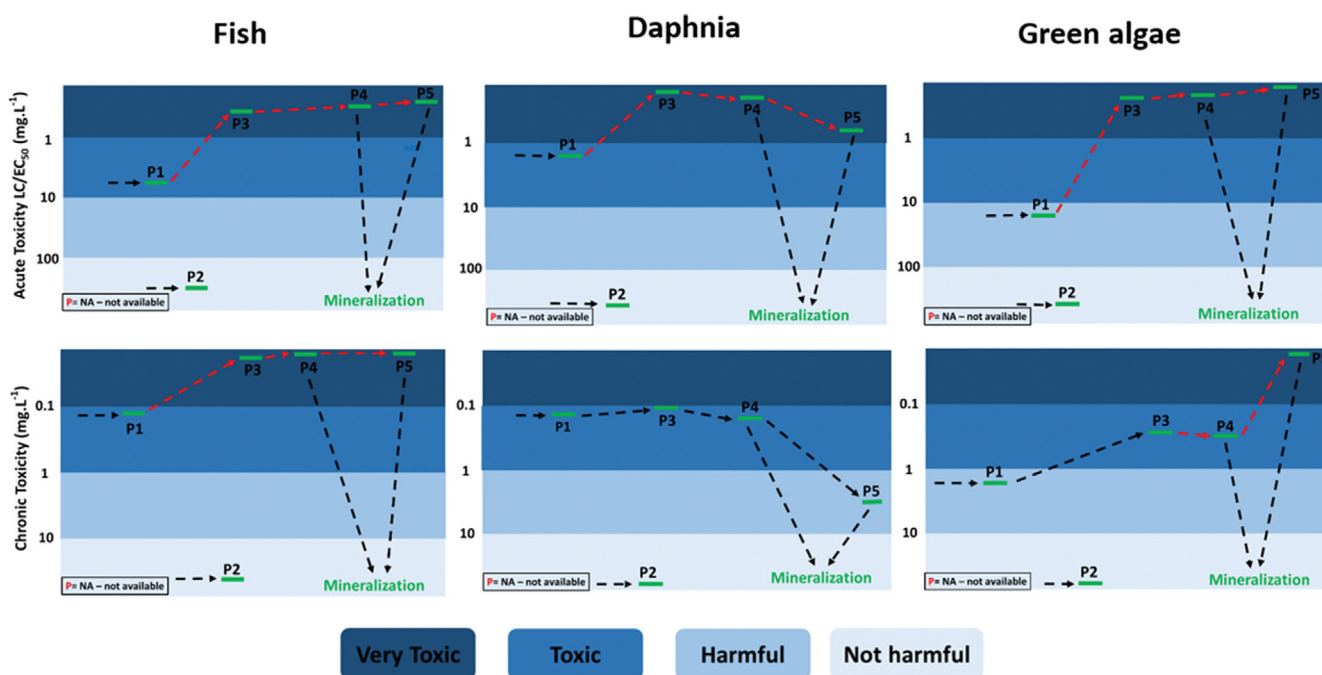 Fish
Daphnia
Green algae
Acute Toxicity LC/EC50 (mg.L-1)
1
10
100
P1
P2
P3
P4
P5
P= NA – not available
Mineralization
1
10
100
P1
P2
P3
P4
P5
P= NA – not available
Mineralization
1
10
100
P1
P2
P3
P4
P5
P= NA – not available
Mineralization
Chronic Toxicity (mg.L-1)
0.1
1
10
P1
P2
P3
P4
P5
P= NA – not available
Mineralization
0.1
1
10
P1
P2
P3
P4
P5
P= NA – not available
Mineralization
0.1
1
10
P1
P2
P3
P4
P
P= NA – not available
Mineralization
Very Toxic
Toxic
Harmful
Not harmful